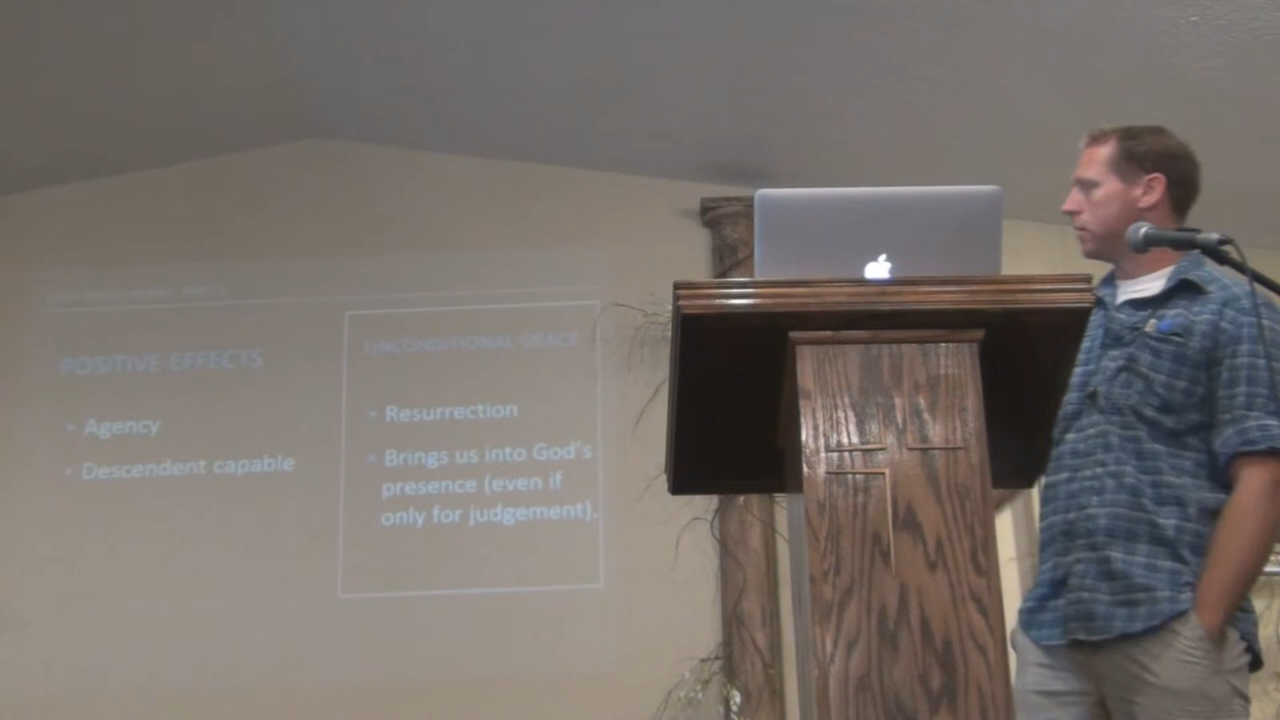 POSITIVE EFFECTS
• Agency
• Descendent capable
UNCONDITIONAL GRACE
• Resurrection
• Brings us into God's
presence (even if
only for judgement).